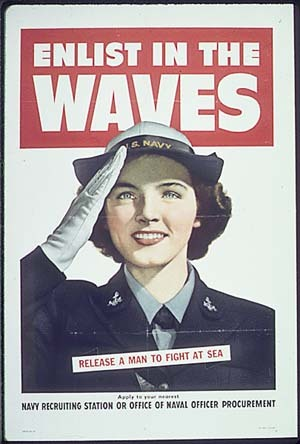 ENLIST IN THE
WAVES
U.S. NAVY
RELEASE A MAN TO FIGHT AT SEA
Apply to your nearest
NAVY RECRUITING STATION OR OFFICE OF NAVAL OFFICER PROCUREMENT